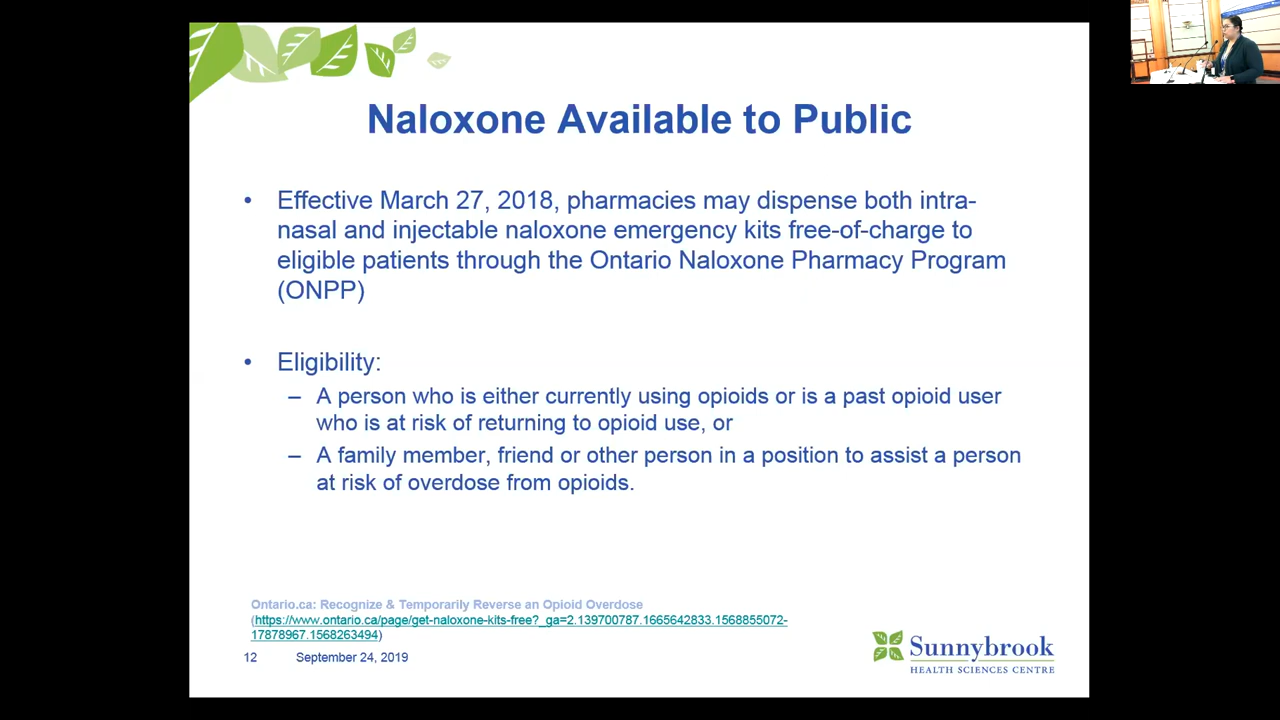 Naloxone Available to Public
• Effective March 27, 2018, pharmacies may dispense both intra-
nasal and injectable naloxone emergency kits free-of-charge to
eligible patients through the Ontario Naloxone Pharmacy Program
(ONPP)
• Eligibility:
– A person who is either currently using opioids or is a past opioid user
who is at risk of returning to opioid use, or
– A family member, friend or other person in a position to assist a person
at risk of overdose from opioids.
Ontario.ca: Recognize & Temporarily Reverse an Opioid Overdose
(https://www.ontario.ca/page/get-naloxone-kits-free?_ga=2.139700787.1665642833.1568855072-
17878967.1568263494)
12 September 24, 2019
Sunnybrook
HEALTH SCIENCES CENTRE